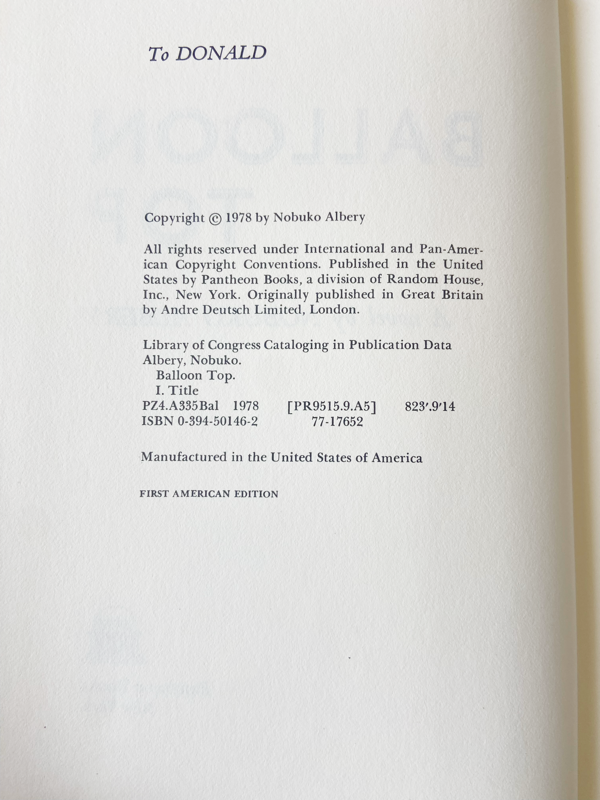 To DONALD
Copyright © 1978 by Nobuko Albery
All rights reserved under International and Pan-Amer-
ican Copyright Conventions. Published in the United
States by Pantheon Books, a division of Random House,
Inc., New York. Originally published in Great Britain
by Andre Deutsch Limited, London.
Library of Congress Cataloging in Publication Data
Albery, Nobuko.
Balloon Top.
I. Title
PZ4.A335Bal 1978 [PR9515.9.A5] 823'.9'14
ISBN 0-394-50146-2 77-17652
Manufactured in the United States of America
FIRST AMERICAN EDITION